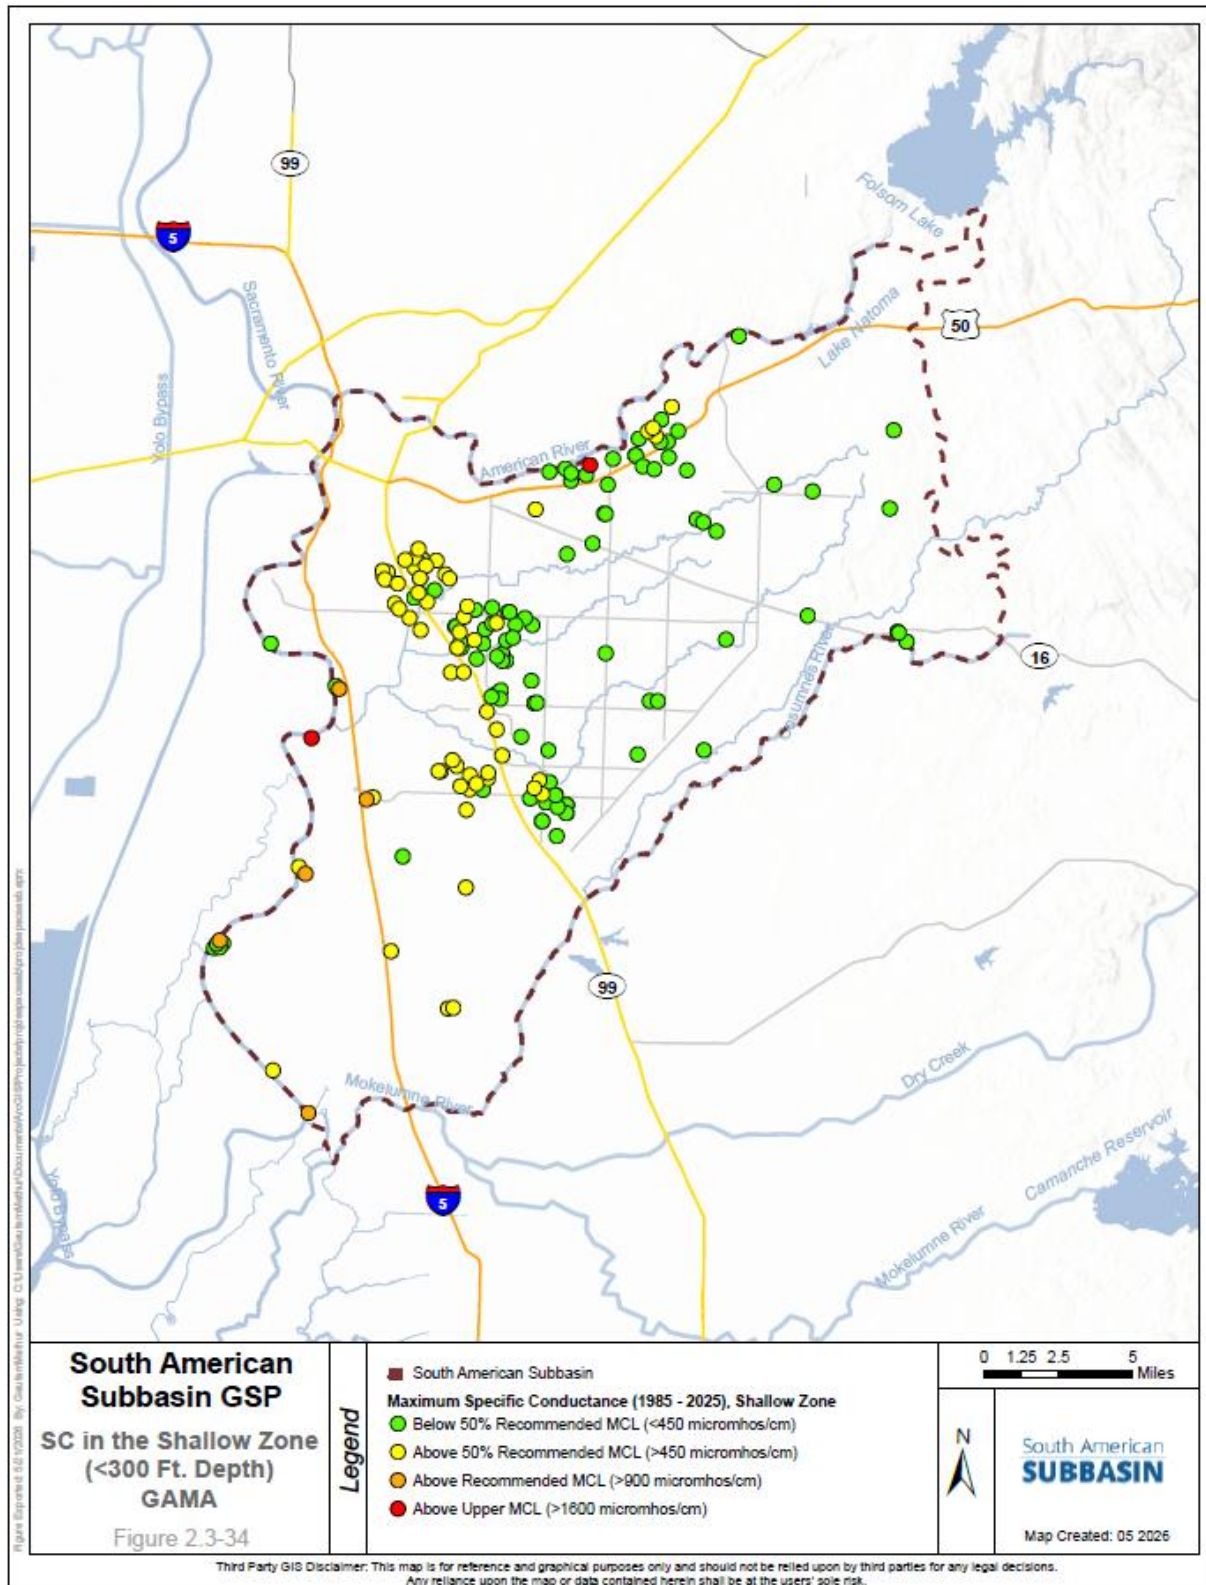 99
5
Folsom Lake
Sacramento River
Lake Natoma
50
Yolo Bypass
American River
Cosumnes River
16
99
Mokelumne River
Dry Creek
Camanche Reservoir
Yolo Bypass
5
Mokelumne River
South American
Subbasin GSP
SC in the Shallow Zone
(<300 Ft. Depth)
GAMA
Figure 2.3-34
Legend
South American Subbasin
Maximum Specific Conductance (1985 - 2025), Shallow Zone
Below 50% Recommended MCL (<450 micromhos/cm)
Above 50% Recommended MCL (>450 micromhos/cm)
Above Recommended MCL (>900 micromhos/cm)
Above Upper MCL (>1600 micromhos/cm)
0 1.25 2.5 5
Miles
N
South American
SUBBASIN
Map Created: 05 2026
Third Party GIS Disclaimer: This map is for reference and graphical purposes only and should not be relied upon by third parties for any legal decisions.
Any reliance upon the map or data contained herein shall be at the users' sole risk.